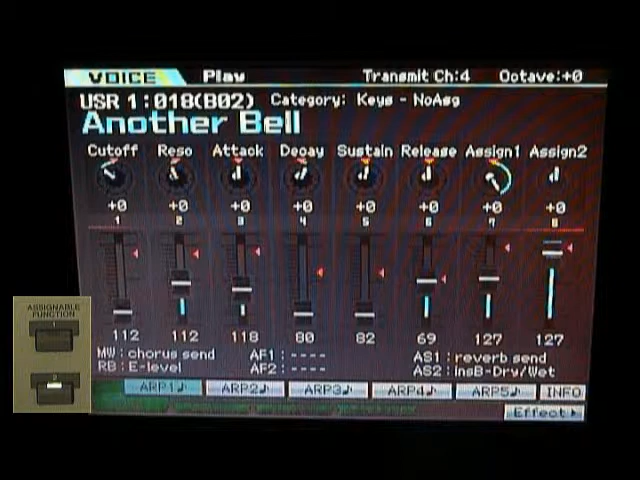 VOICE Play Transmit Ch:4 Octave:+0
USR 1:018(B02) Category: Keys - NoAsg
Another Bell
Cutoff Reso Attack Decay Sustain Release Assign1 Assign2
+0 +0 +0 +0 +0 +0 +0 +0
1 2 3 4 5 6 7 8
112 112 118 80 82 69 127 127
MW: chorus send AF1: ---- AS1: reverb send
RB: E-level AF2: ---- AS2: insB-Dry/Wet
ARP1♪ ARP2♪ ARP3♪ ARP4♪ ARP5♪ INFO
Effect
ASSIGNABLE
FUNCTION